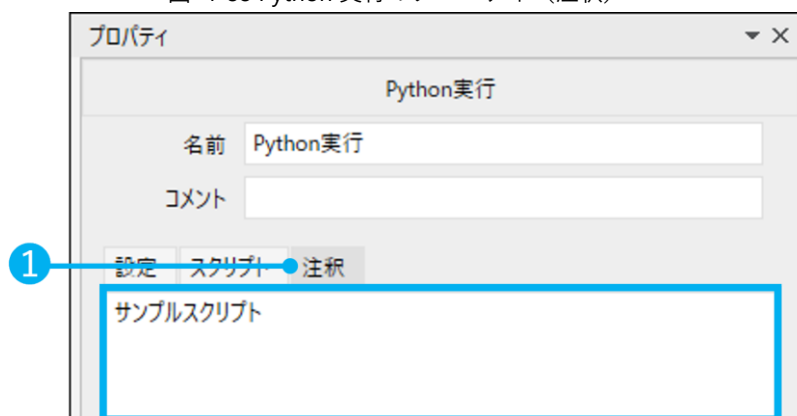 プロパティ
Python実行
名前 Python実行
コメント
1
設定 スクリプト 注釈
サンプルスクリプト